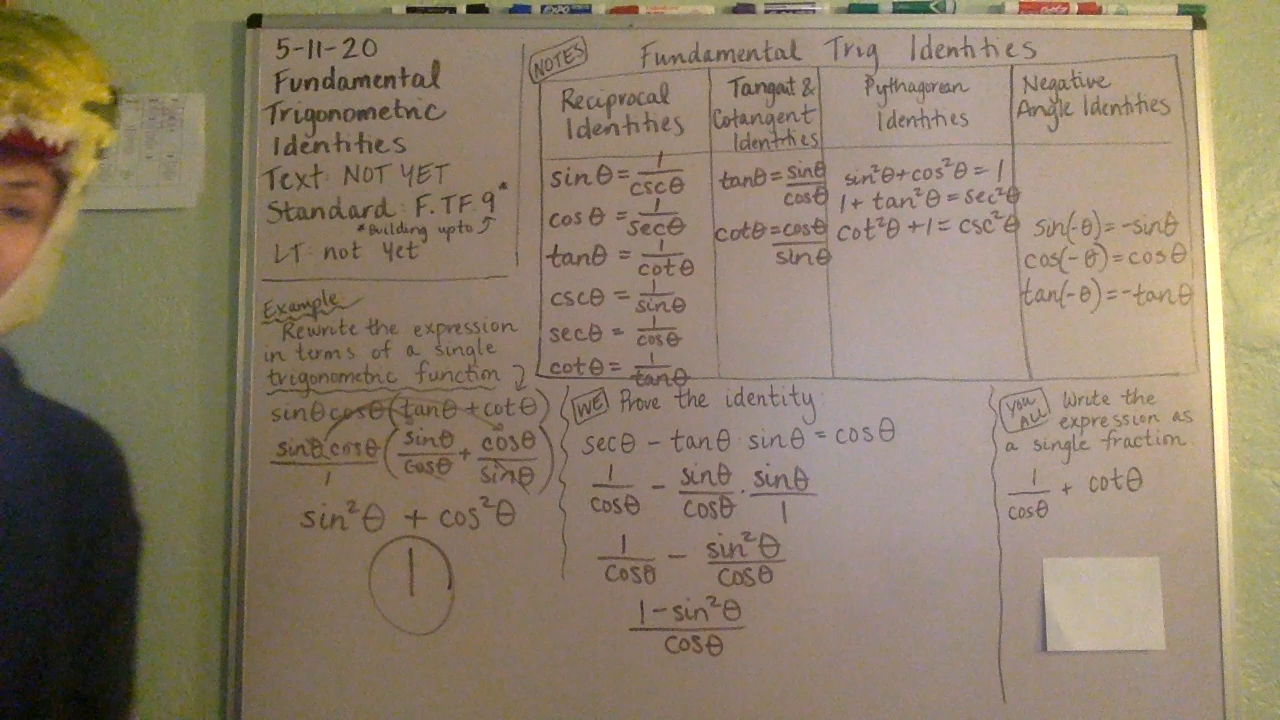 5-11-20
Fundamental
Trigonometric
Identities
Text: NOT YET
Standard: F.TF.9*
*Building up to
LT: not yet
NOTES
Fundamental Trig Identities
Reciprocal
Identities
sinθ = 1/cscθ
cosθ = 1/secθ
tanθ = 1/cotθ
cscθ = 1/sinθ
secθ = 1/cosθ
cotθ = 1/tanθ
Tangent &
Cotangent
Identities
tanθ = sinθ/cosθ
cotθ = cosθ/sinθ
Pythagorean
Identities
sin²θ + cos²θ = 1
1 + tan²θ = sec²θ
cot²θ + 1 = csc²θ
Negative
Angle Identities
sin(-θ) = -sinθ
cos(-θ) = cosθ
tan(-θ) = -tanθ
Example:
Rewrite the expression
in terms of a single
trigonometric function
sinθcosθ(tanθ + cotθ)
sinθcosθ/1 (sinθ/cosθ + cosθ/sinθ)
sin²θ + cos²θ
1
WE Prove the identity:
secθ - tanθ · sinθ = cosθ
1/cosθ - sinθ/cosθ · sinθ/1
1/cosθ - sin²θ/cosθ
1-sin²θ/cosθ
YOU ALL Write the
expression as
a single fraction.
1/cosθ + cotθ